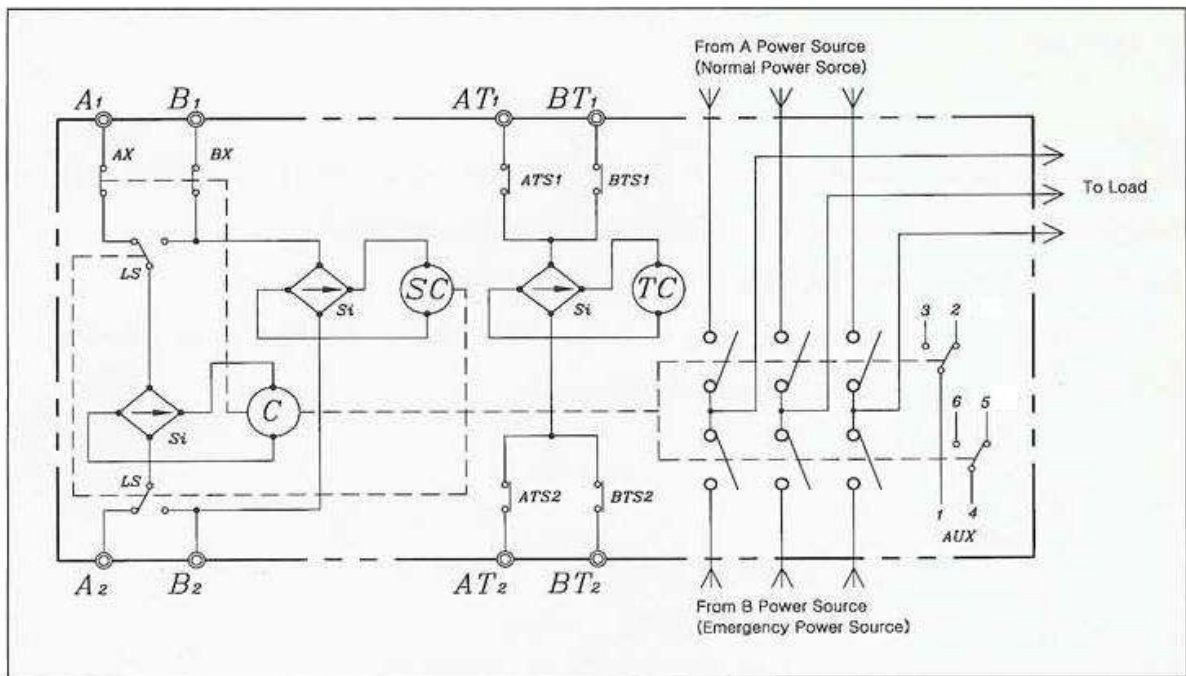 From A Power Source
(Normal Power Sorce)
A1 B1 AT1 BT1
AX BX
ATS1 BTS1
To Load
LS
Si SC Si TC
3 2
C
Si
6 5
LS
ATS2 BTS2
1 4
AUX
A2 B2 AT2 BT2
From B Power Source
(Emergency Power Source)